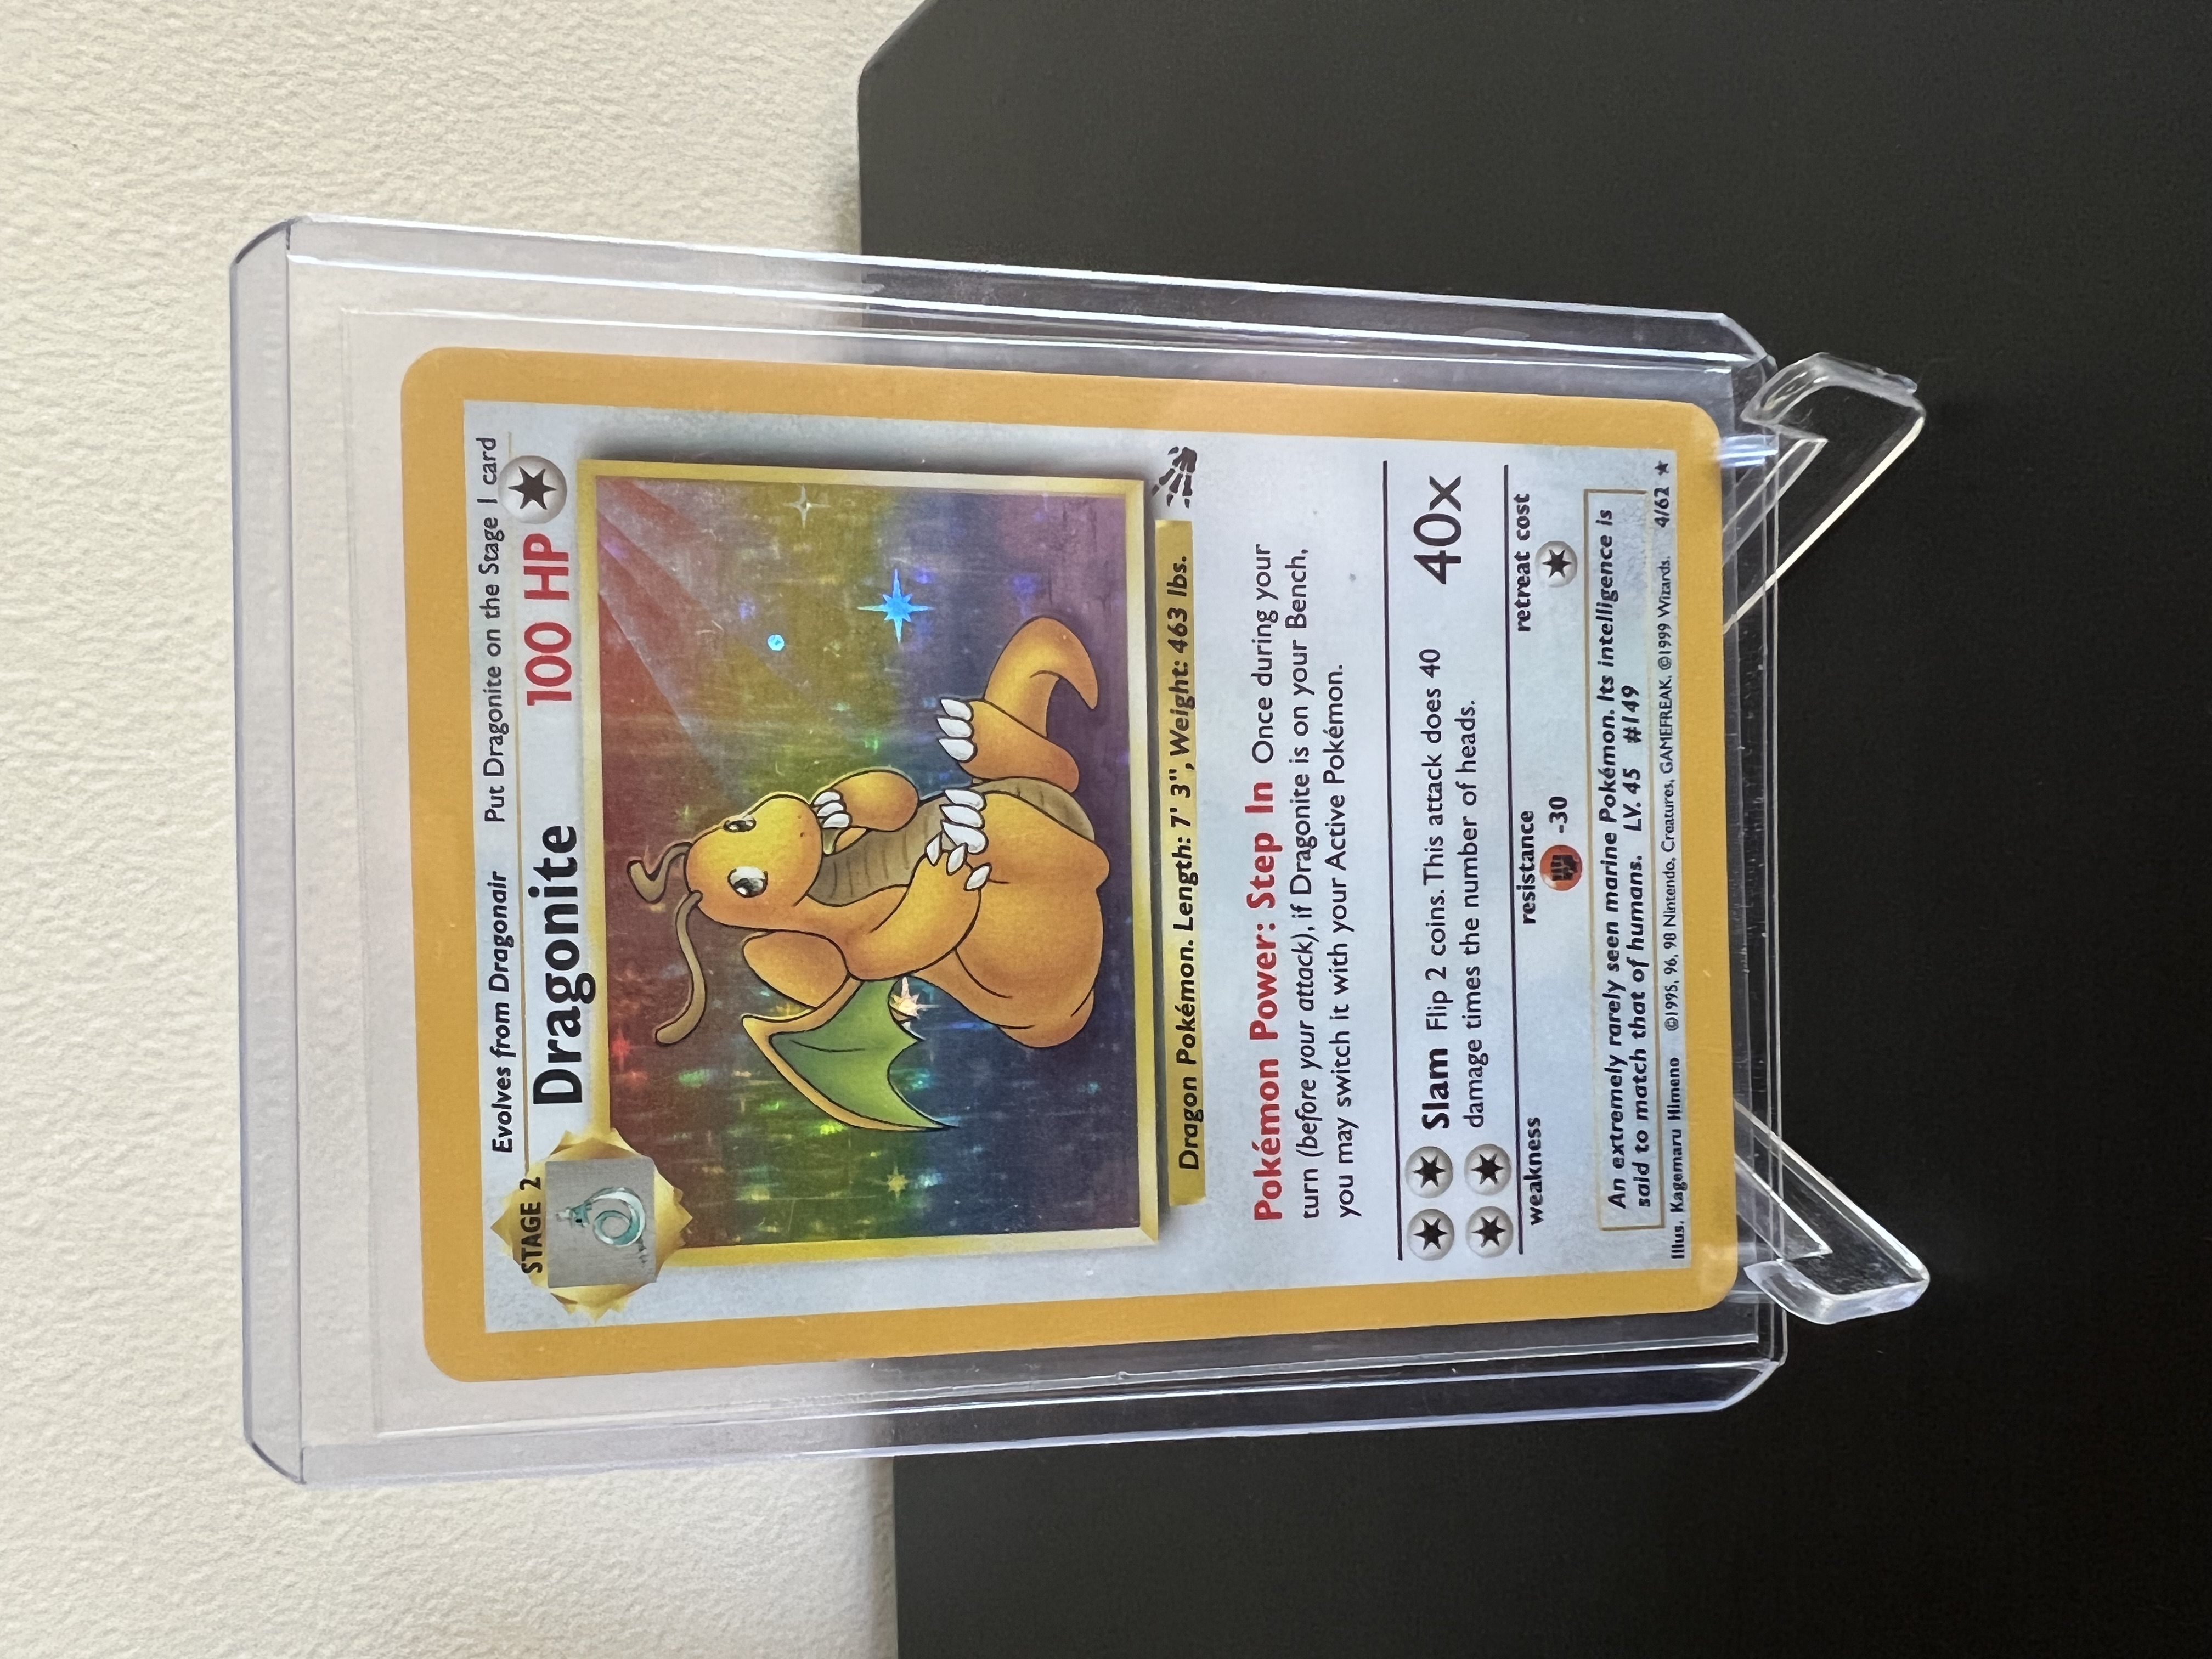 Evolves from Dragonair Put Dragonite on the Stage 1 card
STAGE 2
Dragonite 100 HP
Dragon Pokémon. Length: 7' 3", Weight: 463 lbs.
Pokémon Power: Step In Once during your
turn (before your attack), if Dragonite is on your Bench,
you may switch it with your Active Pokémon.
Slam Flip 2 coins. This attack does 40
damage times the number of heads.
40x
weakness resistance retreat cost
-30
An extremely rarely seen marine Pokémon. Its intelligence is
said to match that of humans. LV. 45 #149
Illus. Kagemaru Himeno ©1995, 96, 98 Nintendo, Creatures, GAMEFREAK. ©1999 Wizards. 4/62 ★